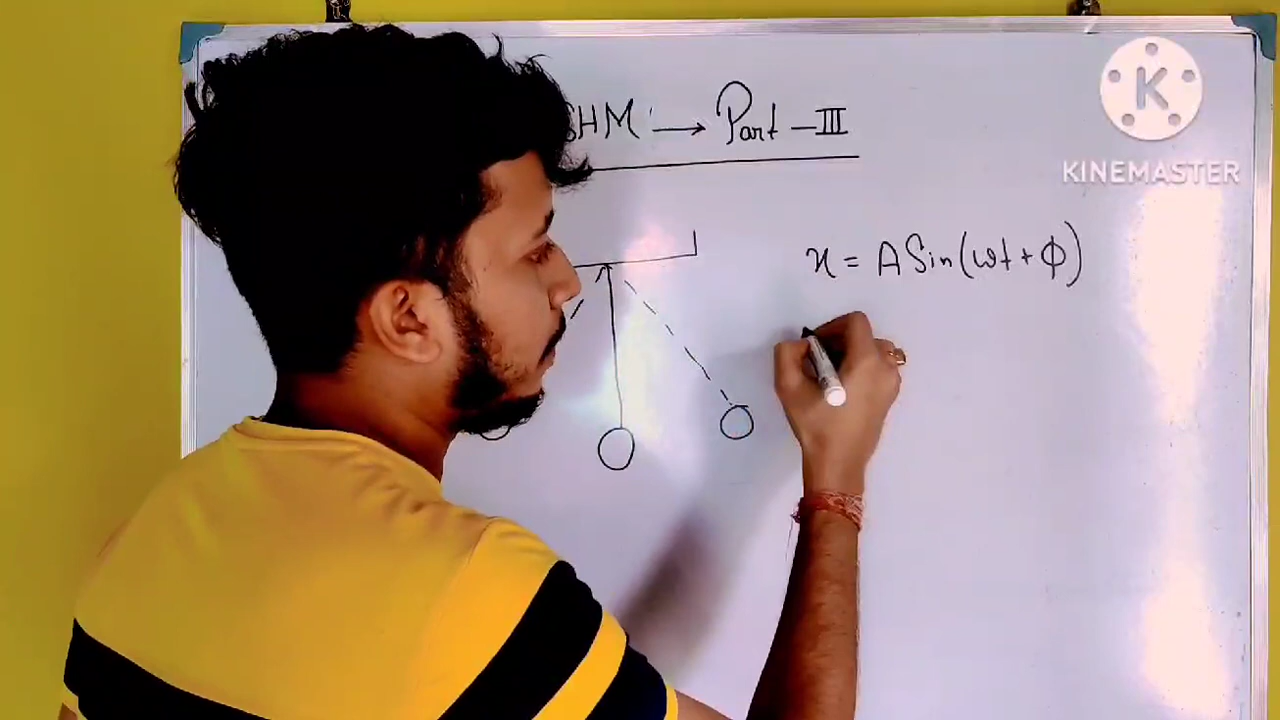 SHM → Part - III
x = A Sin(ωt + φ)
K
KINEMASTER